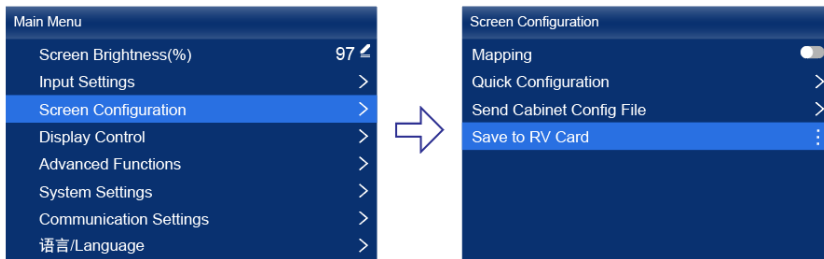 Main Menu
Screen Brightness(%) 97
Input Settings
Screen Configuration
Display Control
Advanced Functions
System Settings
Communication Settings
语言/Language
Screen Configuration
Mapping
Quick Configuration
Send Cabinet Config File
Save to RV Card